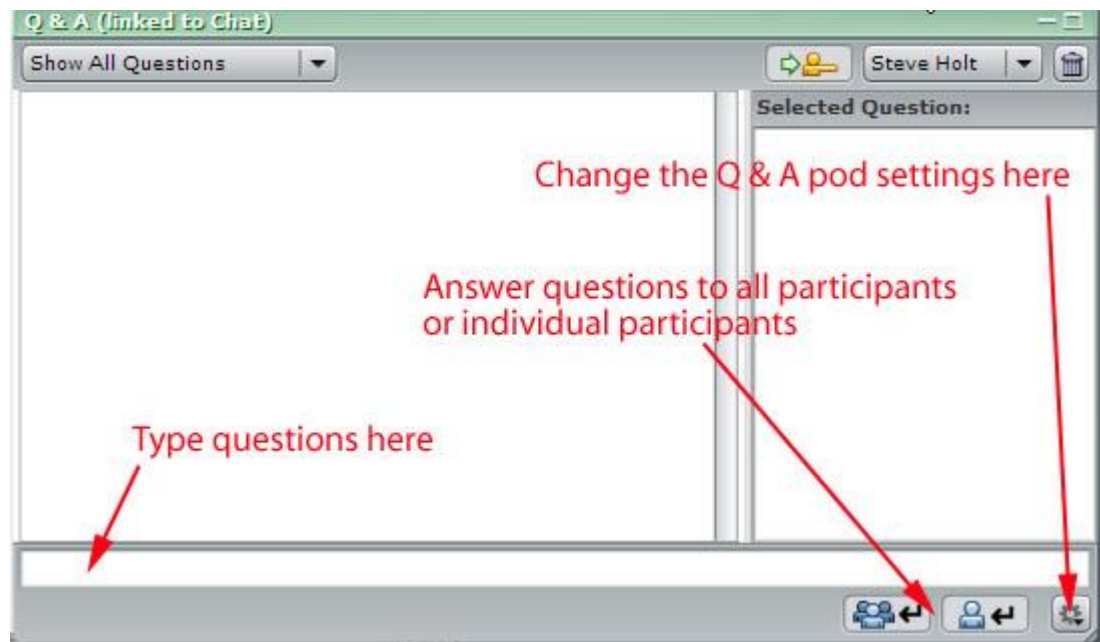 Q & A (linked to Chat)
Show All Questions
Steve Holt
Selected Question:
Change the Q & A pod settings here
Answer questions to all participants
or individual participants
Type questions here